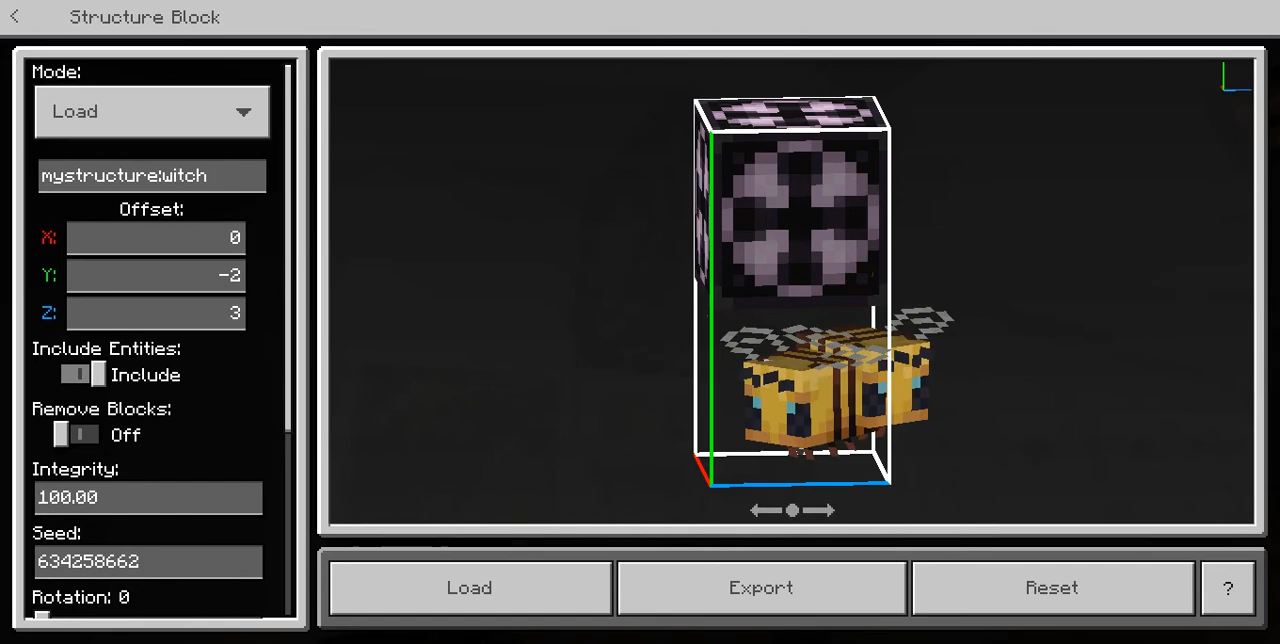 Structure Block
Mode:
Load
mystructure:witch
Offset:
X: 0
Y: -2
Z: 3
Include Entities:
Include
Remove Blocks:
Off
Integrity:
100,00
Seed:
634258662
Rotation: 0
Load
Export
Reset
?